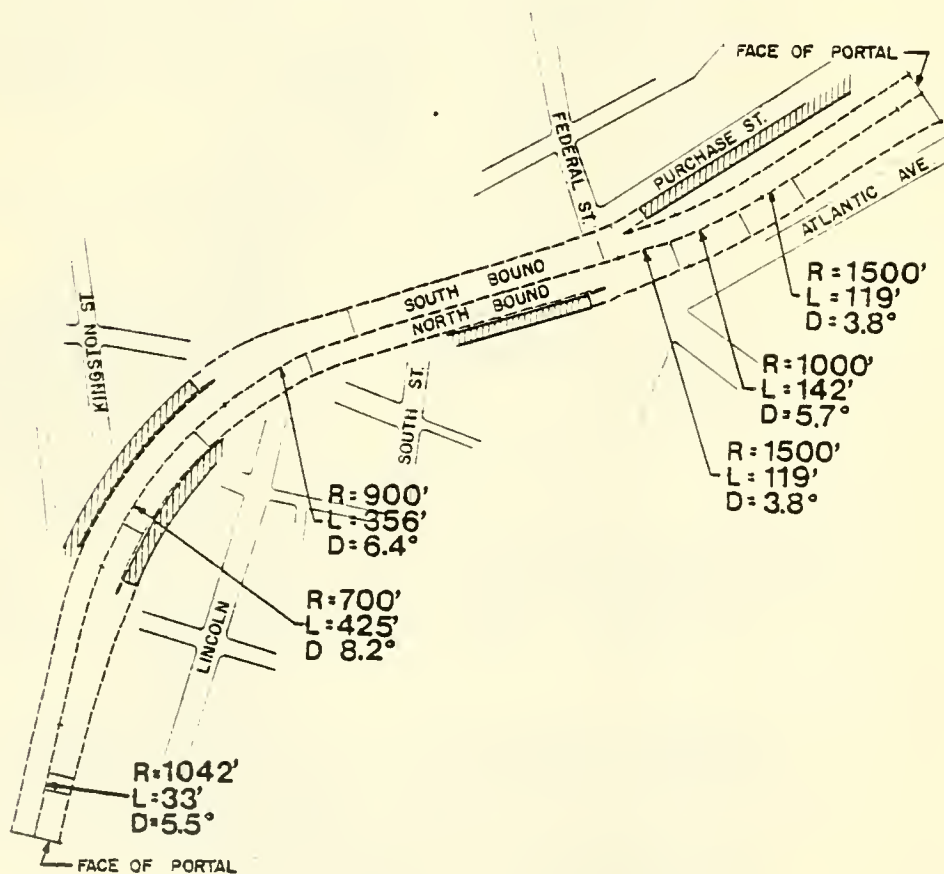 FACE OF PORTAL
FEDERAL ST.
PURCHASE ST.
ATLANTIC AVE
SOUTH BOUND
NORTH BOUND
R=1500'
L=119'
D=3.8°
KINGSTON ST
SOUTH ST.
R=1000'
L=142'
D=5.7°
R=1500'
L=119'
D=3.8°
R=900'
L=356'
D=6.4°
R=700'
L=425'
D 8.2°
LINCOLN
R=1042'
L=33'
D=5.5°
FACE OF PORTAL